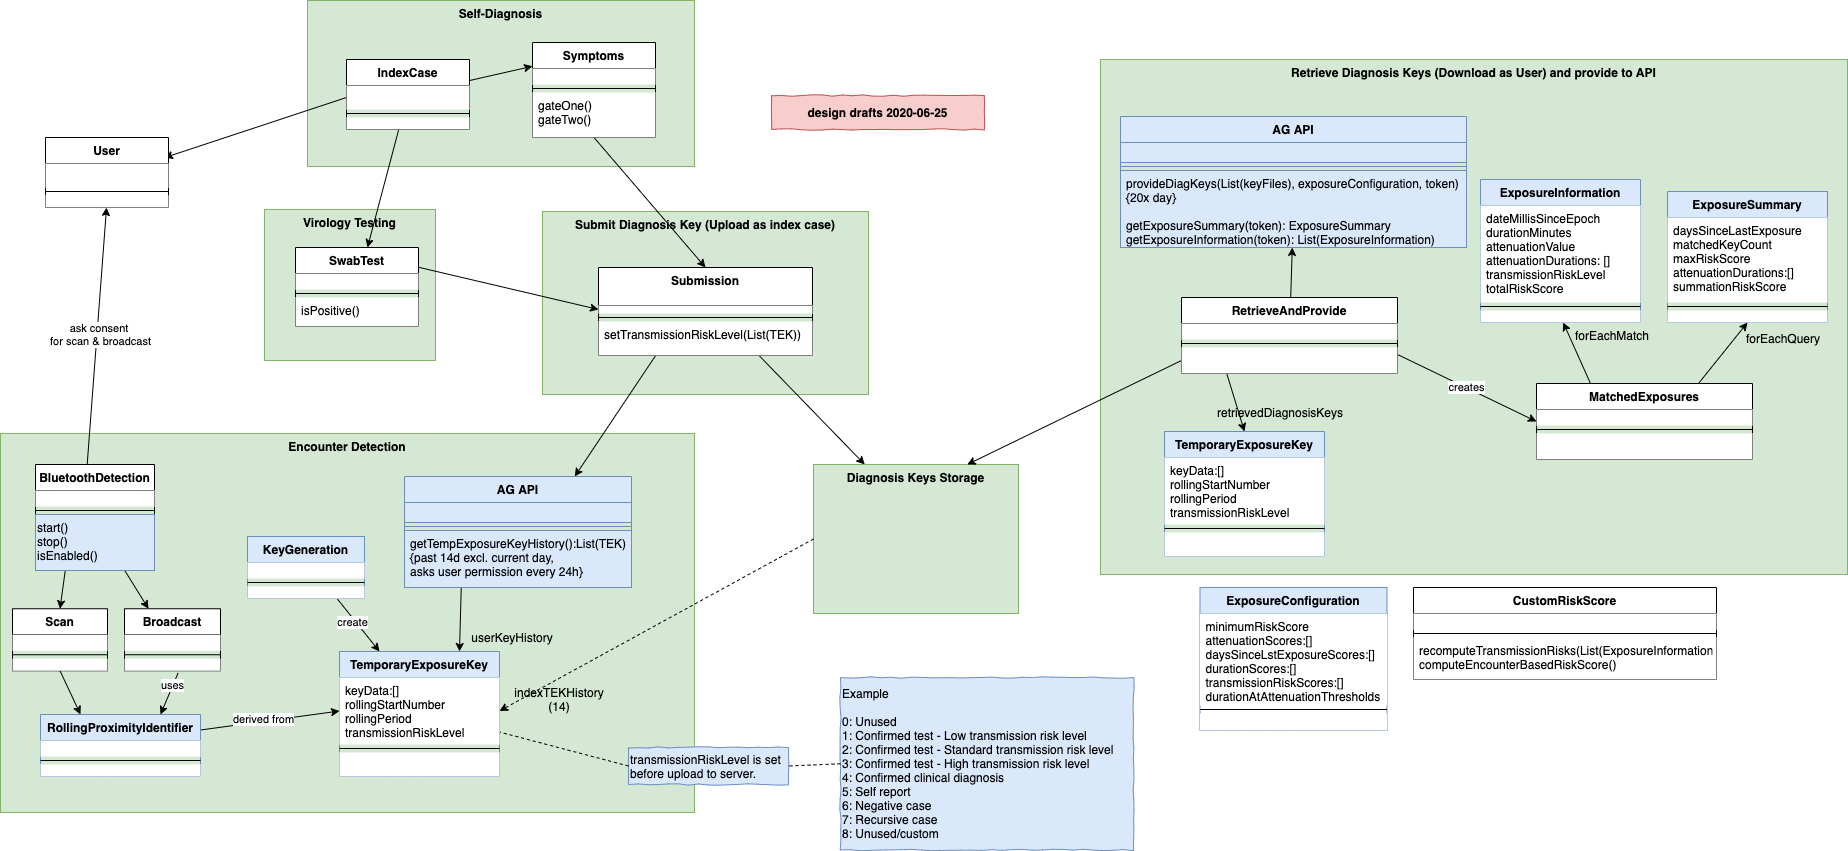 Self-Diagnosis
IndexCase
Symptoms
gateOne()
gateTwo()
design drafts 2020-06-25
User
ask consent
for scan & broadcast
Virology Testing
SwabTest
isPositive()
Submit Diagnosis Key (Upload as index case)
Submission
setTransmissionRiskLevel(List(TEK))
Encounter Detection
BluetoothDetection
start()
stop()
isEnabled()
Scan
Broadcast
uses
RollingProximityIdentifier
derived from
KeyGeneration
create
AG API
getTempExposureKeyHistory():List(TEK)
{past 14d excl. current day,
asks user permission every 24h}
userKeyHistory
TemporaryExposureKey
keyData:[]
rollingStartNumber
rollingPeriod
transmissionRiskLevel
indexTEKHistory
(14)
transmissionRiskLevel is set
before upload to server.
Diagnosis Keys Storage
Example
0: Unused
1: Confirmed test - Low transmission risk level
2: Confirmed test - Standard transmission risk level
3: Confirmed test - High transmission risk level
4: Confirmed clinical diagnosis
5: Self report
6: Negative case
7: Recursive case
8: Unused/custom
Retrieve Diagnosis Keys (Download as User) and provide to API
AG API
provideDiagKeys(List(keyFiles), exposureConfiguration, token)
{20x day}
getExposureSummary(token): ExposureSummary
getExposureInformation(token): List(ExposureInformation)
ExposureInformation
dateMillisSinceEpoch
durationMinutes
attenuationValue
attenuationDurations: []
transmissionRiskLevel
totalRiskScore
ExposureSummary
daysSinceLastExposure
matchedKeyCount
maxRiskScore
attenuationDurations:[]
summationRiskScore
RetrieveAndProvide
forEachMatch
forEachQuery
creates
MatchedExposures
retrievedDiagnosisKeys
TemporaryExposureKey
keyData:[]
rollingStartNumber
rollingPeriod
transmissionRiskLevel
ExposureConfiguration
minimumRiskScore
attenuationScores:[]
daysSinceLstExposureScores:[]
durationScores:[]
transmissionRiskScores:[]
durationAtAttenuationThresholds
CustomRiskScore
recomputeTransmissionRisks(List(ExposureInformation
computeEncounterBasedRiskScore()